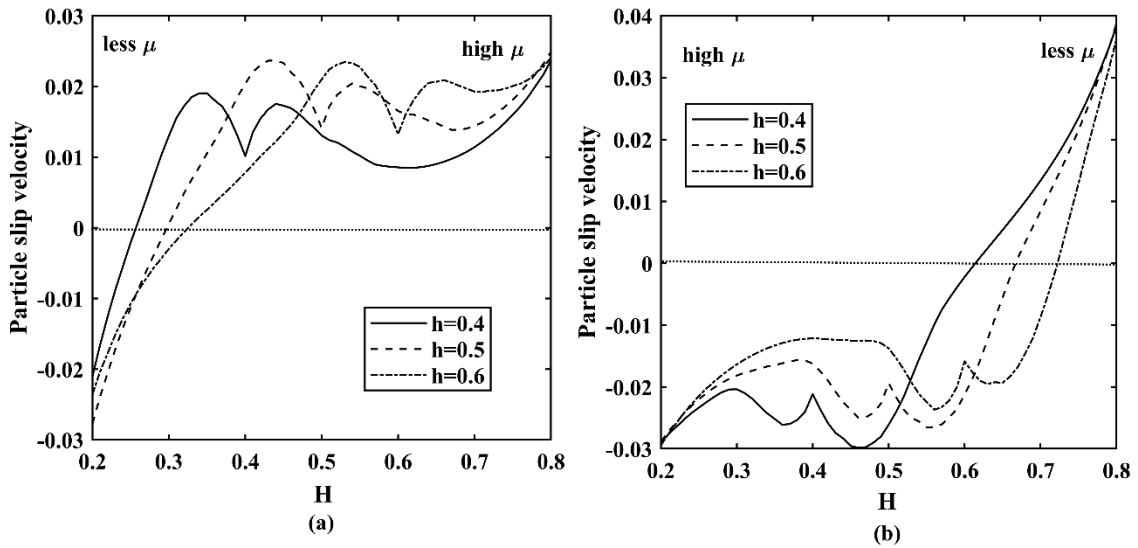 0.03
0.02
0.01
0
-0.01
-0.02
-0.03
Particle slip velocity
less μ
high μ
h=0.4
h=0.5
h=0.6
0.2 0.3 0.4 0.5 0.6 0.7 0.8
H
(a)
0.04
0.03
0.02
0.01
0
-0.01
-0.02
-0.03
Particle slip velocity
high μ
less μ
h=0.4
h=0.5
h=0.6
0.2 0.3 0.4 0.5 0.6 0.7 0.8
H
(b)